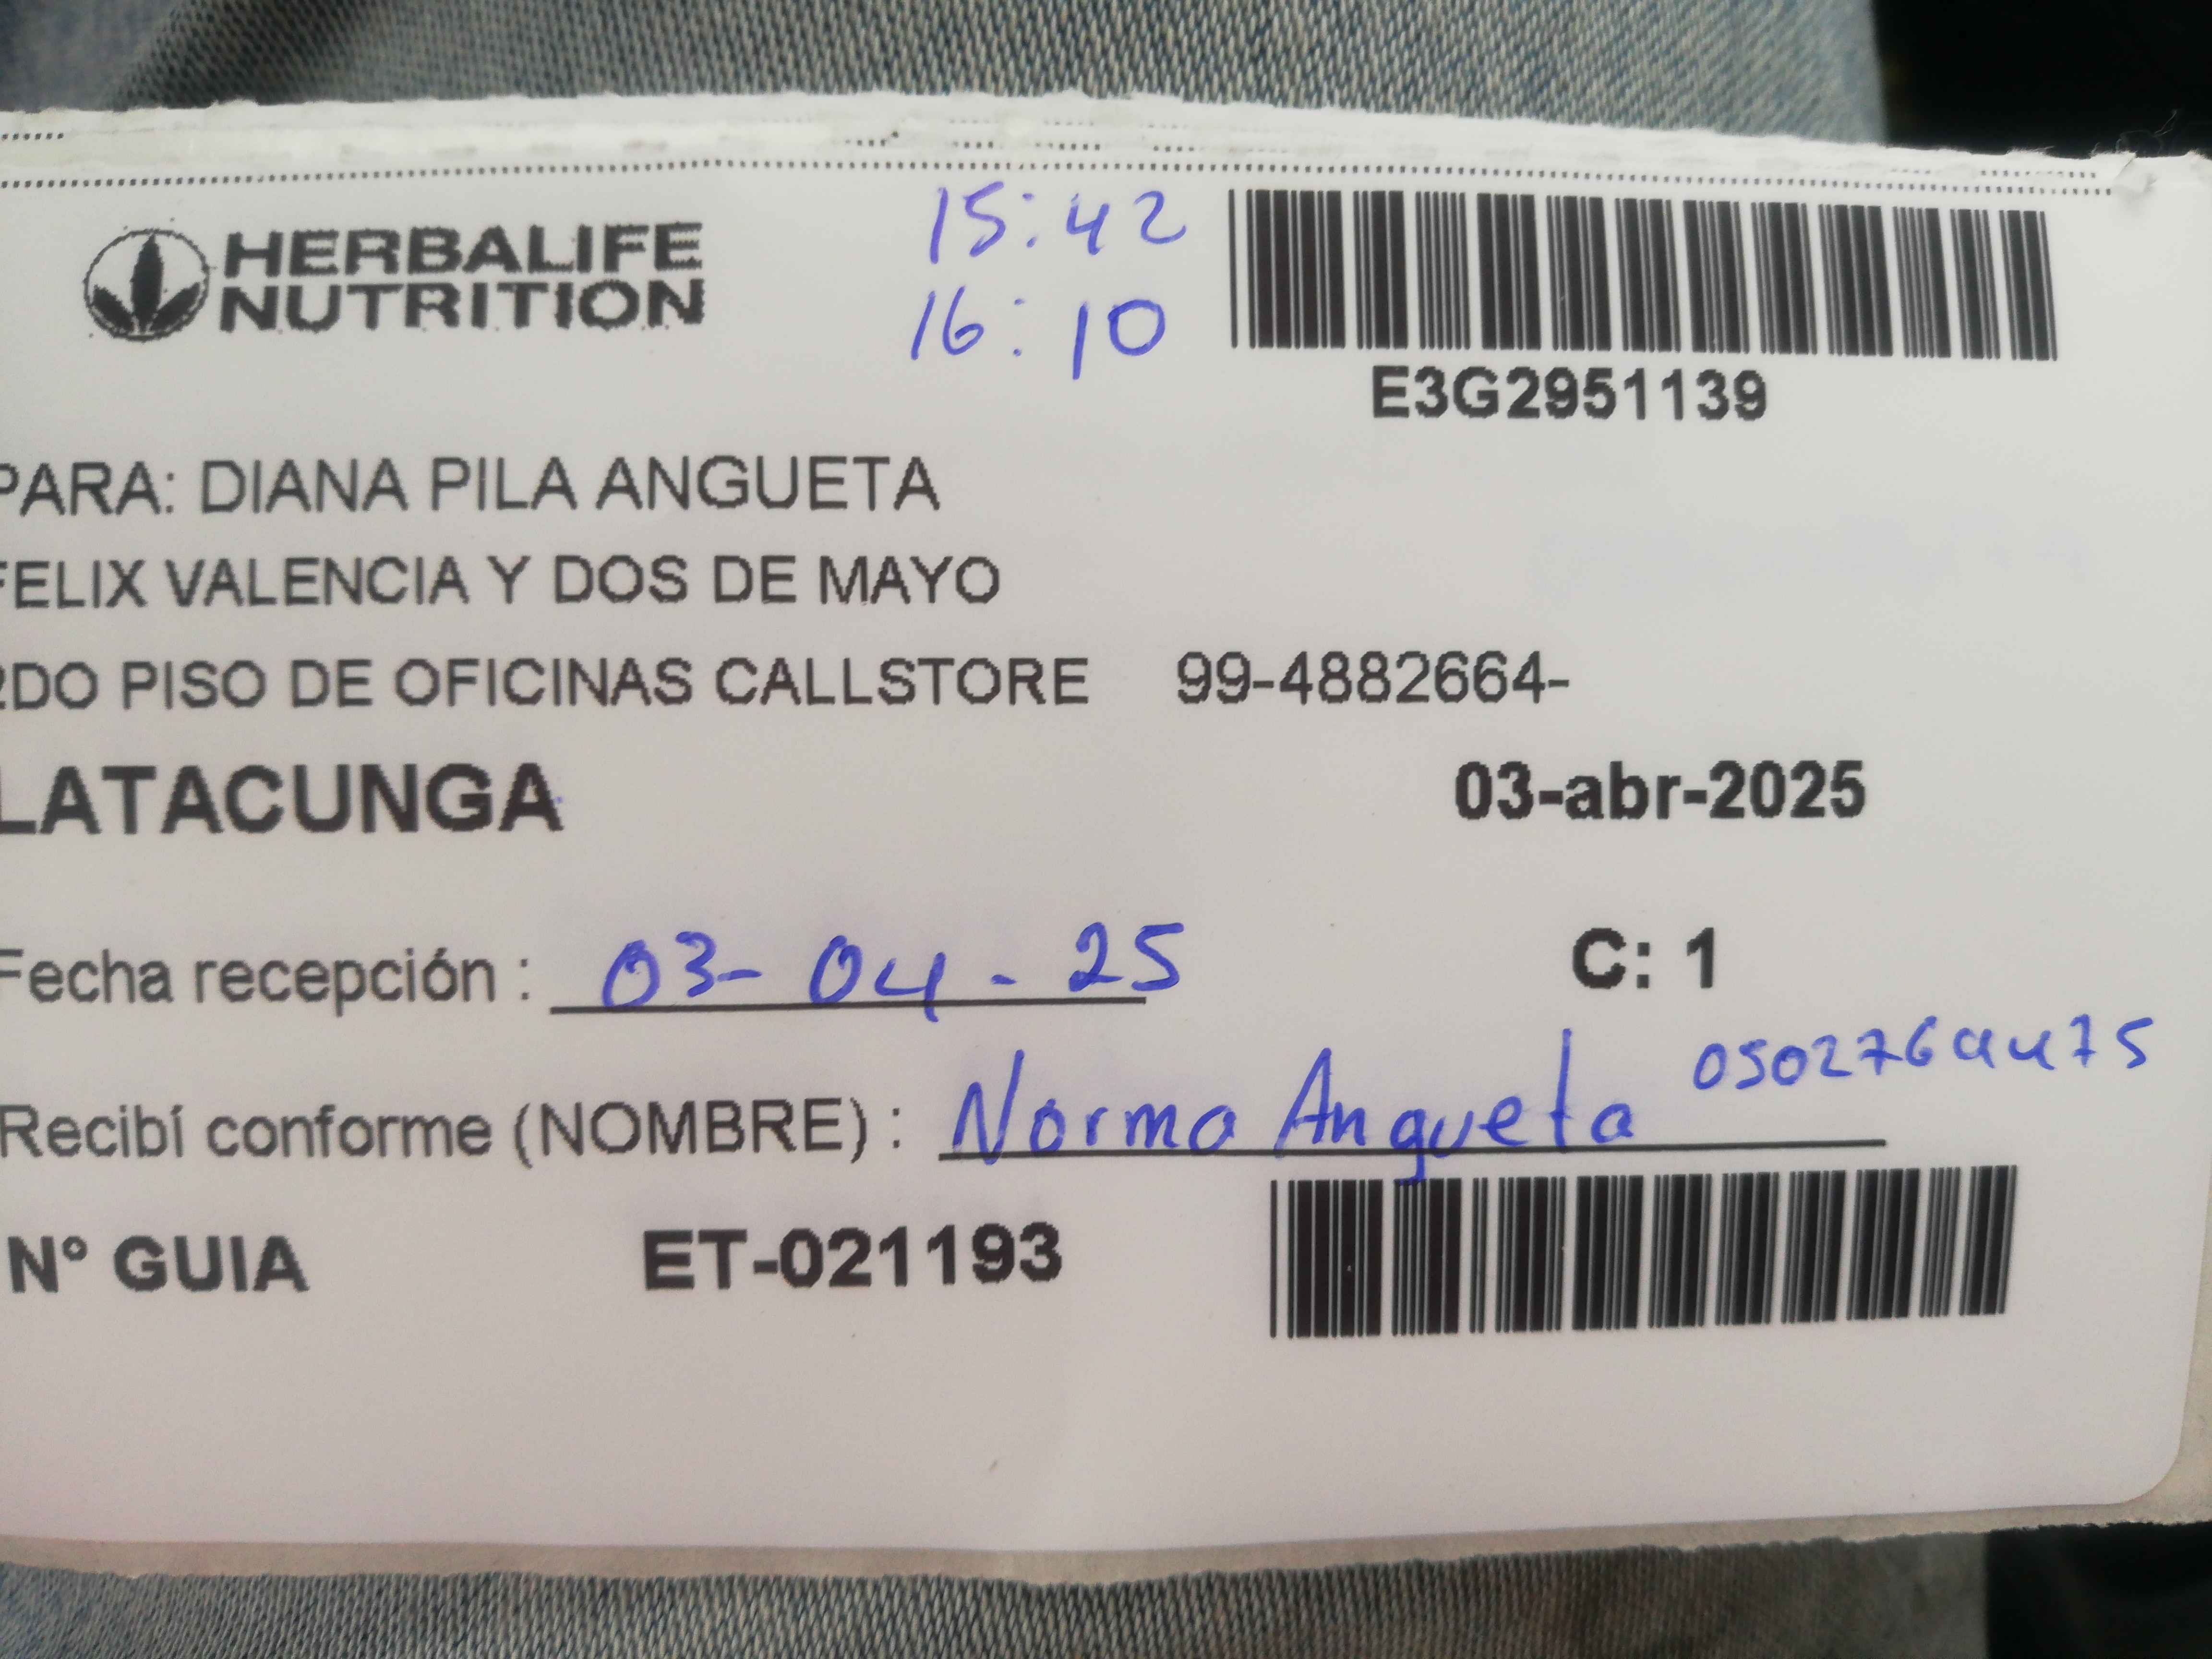 HERBALIFE
NUTRITION
15:42
16:10
E3G2951139
PARA: DIANA PILA ANGUETA
FELIX VALENCIA Y DOS DE MAYO
2DO PISO DE OFICINAS CALLSTORE 99-4882664-
LATACUNGA 03-abr-2025
Fecha recepción : 03-04-25 C: 1
Recibí conforme (NOMBRE) : Norma Angueta 0502764475
N° GUIA ET-021193